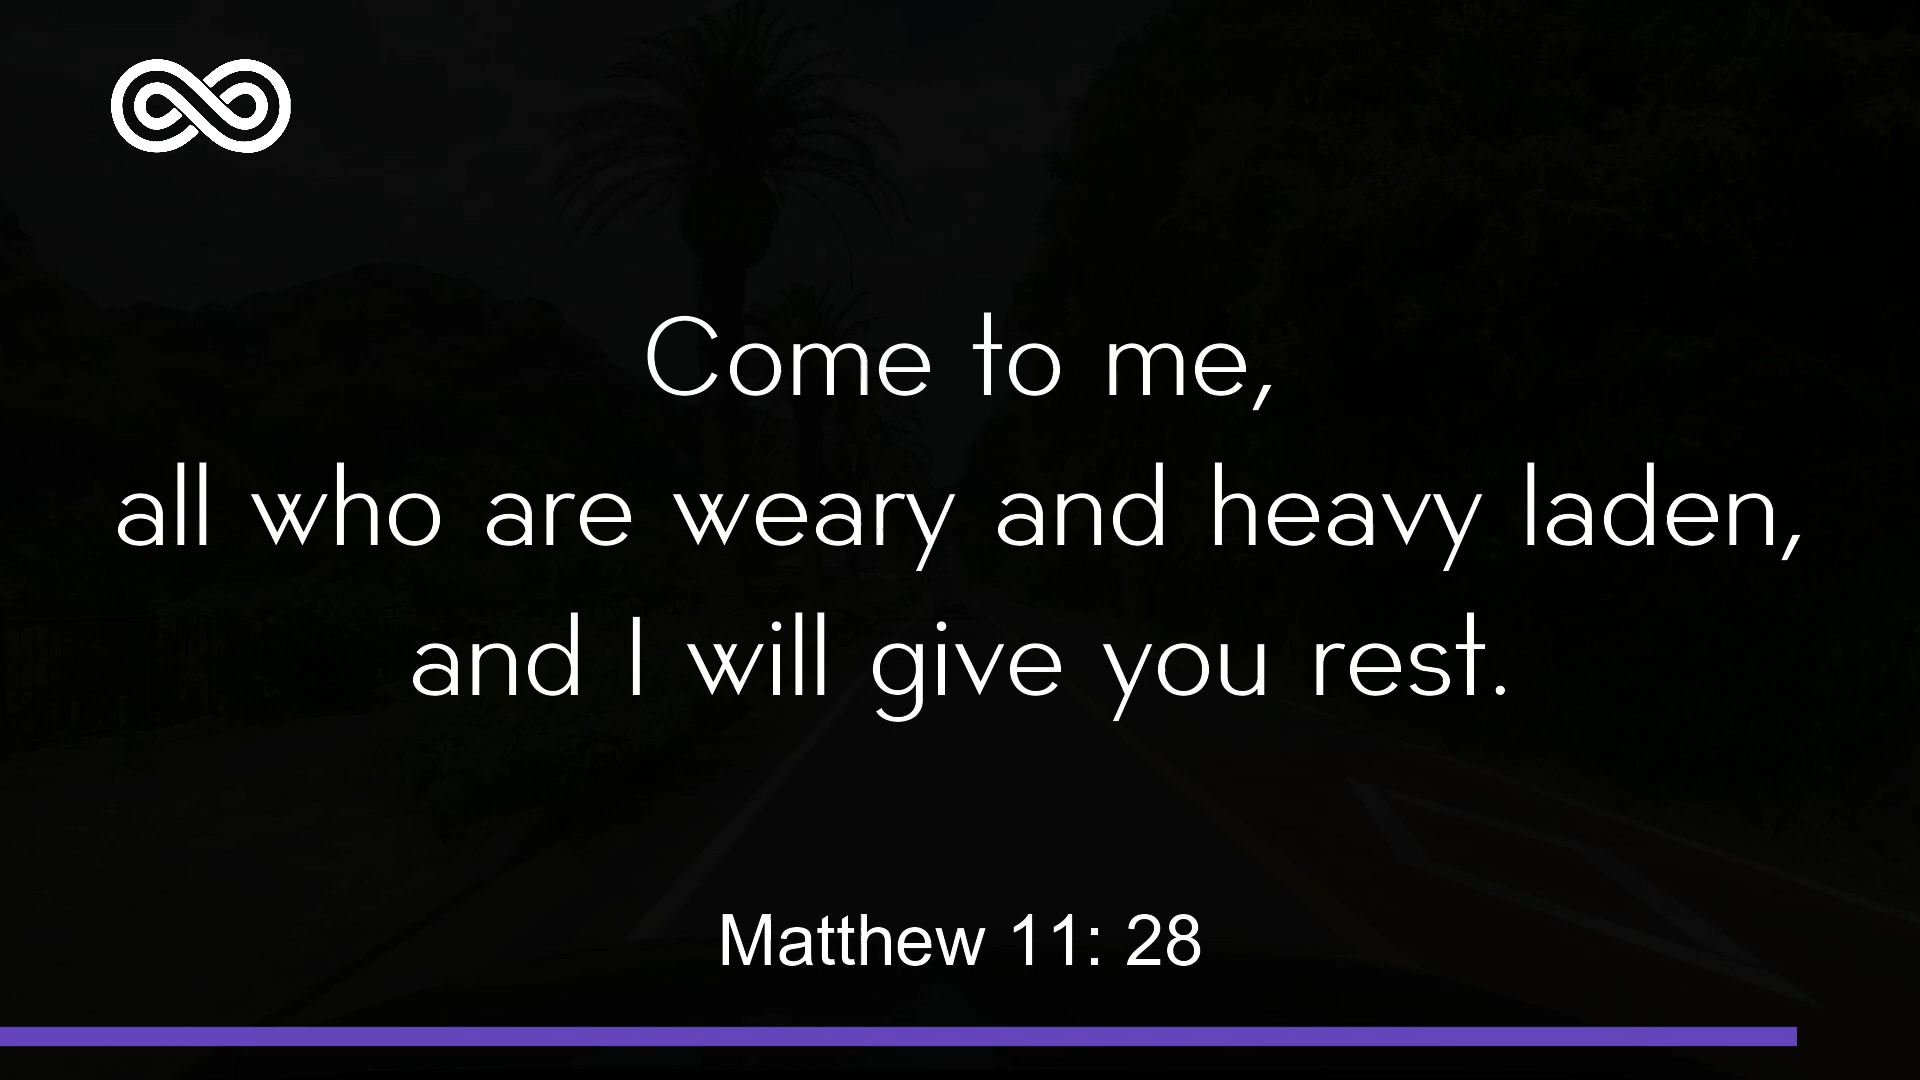 Come to me,
all who are weary and heavy laden,
and I will give you rest.
Matthew 11: 28